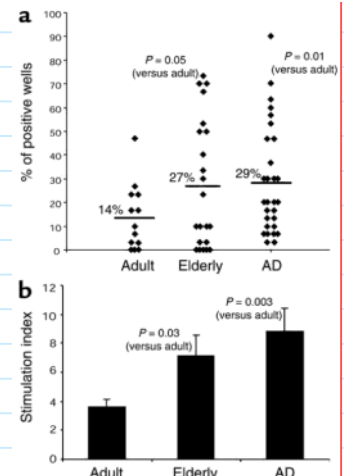 a
% of positive wells
100
90
80
70
60
50
40
30
20
10
0
P = 0.05
(versus adult)
P = 0.01
(versus adult)
14%
27%
29%
Adult
Elderly
AD
b
Stimulation index
12
10
8
6
4
2
0
P = 0.03
(versus adult)
P = 0.003
(versus adult)
Adult
Elderly
AD